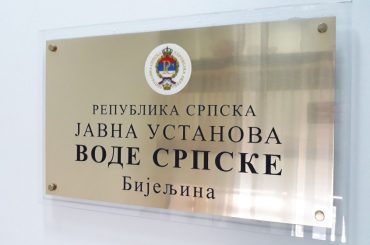 РЕПУБЛИКА СРПСКА
ЈАВНА УСТАНОВА
ВОДЕ СРПСКЕ
Бијељина